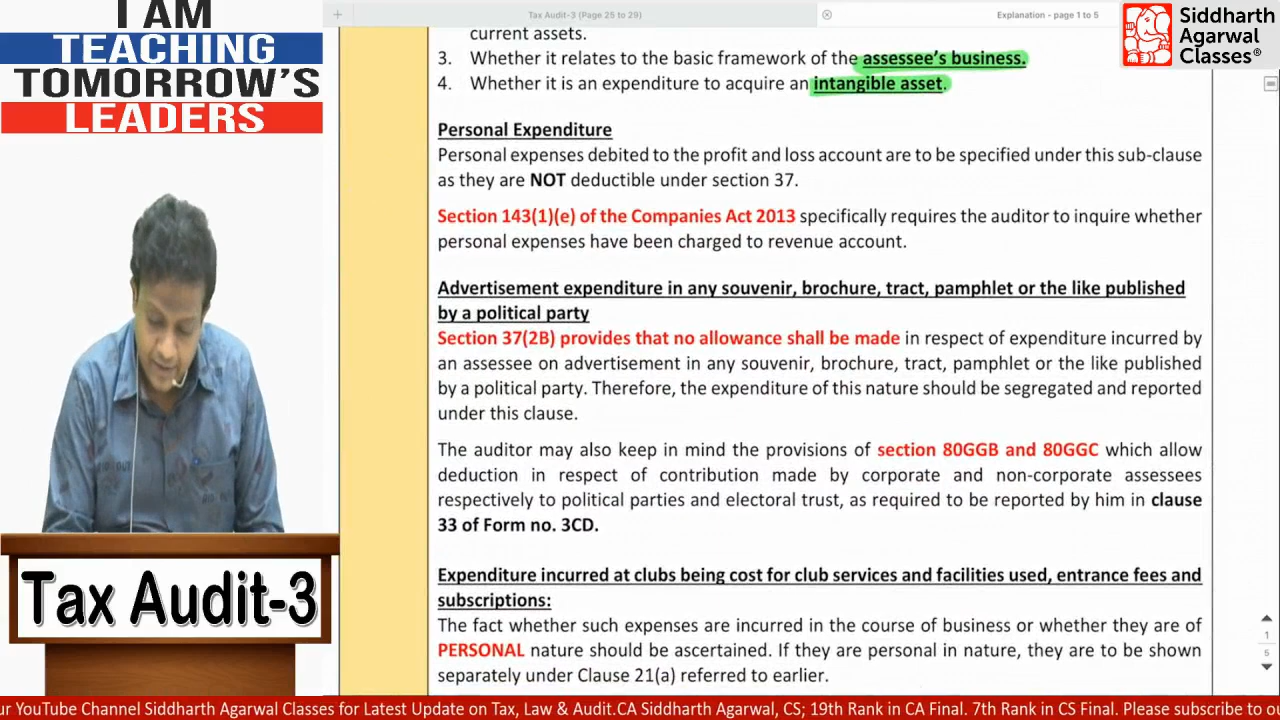 I AM
TEACHING
TOMORROW'S
LEADERS
Tax Audit-3 (Page 25 to 29)
Explanation - page 1 to 5
Siddharth
Agarwal
Classes®
current assets.
3. Whether it relates to the basic framework of the assessee's business.
4. Whether it is an expenditure to acquire an intangible asset.
Personal Expenditure
Personal expenses debited to the profit and loss account are to be specified under this sub-clause
as they are NOT deductible under section 37.
Section 143(1)(e) of the Companies Act 2013 specifically requires the auditor to inquire whether
personal expenses have been charged to revenue account.
Advertisement expenditure in any souvenir, brochure, tract, pamphlet or the like published
by a political party
Section 37(2B) provides that no allowance shall be made in respect of expenditure incurred by
an assessee on advertisement in any souvenir, brochure, tract, pamphlet or the like published
by a political party. Therefore, the expenditure of this nature should be segregated and reported
under this clause.
The auditor may also keep in mind the provisions of section 80GGB and 80GGC which allow
deduction in respect of contribution made by corporate and non-corporate assessees
respectively to political parties and electoral trust, as required to be reported by him in clause
33 of Form no. 3CD.
Expenditure incurred at clubs being cost for club services and facilities used, entrance fees and
subscriptions:
The fact whether such expenses are incurred in the course of business or whether they are of
PERSONAL nature should be ascertained. If they are personal in nature, they are to be shown
separately under Clause 21(a) referred to earlier.
1
5
Tax Audit-3
ur YouTube Channel Siddharth Agarwal Classes for Latest Update on Tax, Law & Audit.CA Siddharth Agarwal, CS; 19th Rank in CA Final. 7th Rank in CS Final. Please subscribe to ou